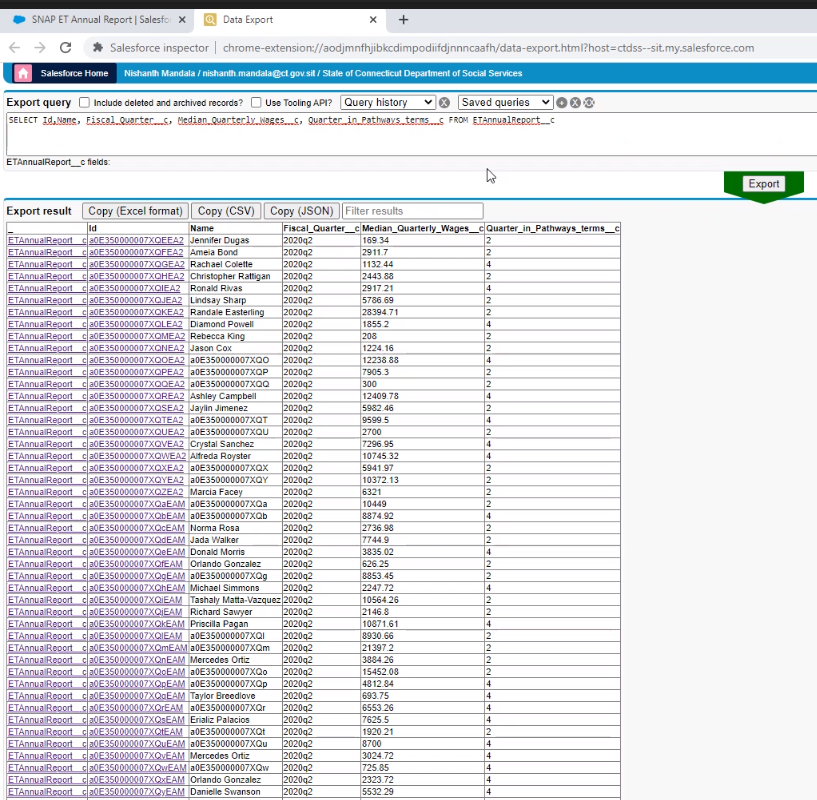 SNAP ET Annual Report | Salesfo
Data Export
Salesforce inspector | chrome-extension://aodjmnfhjibkcdimpodiifdjnnncaafh/data-export.html?host=ctdss--sit.my.salesforce.com
Salesforce Home Nishanth Mandala / nishanth.mandala@ct.gov.sit / State of Connecticut Department of Social Services
Export query Include deleted and archived records? Use Tooling API? Query history Saved queries
SELECT Id,Name, Fiscal_Quarter__c, Median_Quarterly_Wages__c, Quarter_in_Pathways_terms__c FROM ETAnnualReport__c
ETAnnualReport__c fields:
Export
Export result Copy (Excel format) Copy (CSV) Copy (JSON) Filter results
_ Id Name Fiscal_Quarter__c Median_Quarterly_Wages__c Quarter_in_Pathways_terms__c
ETAnnualReport__c a0E350000007XQEEA2 Jennifer Dugas 2020q2 169.34 2
ETAnnualReport__c a0E350000007XQFEA2 Ameia Bond 2020q2 2911.7 2
ETAnnualReport__c a0E350000007XQGEA2 Rachael Colette 2020q2 1132.44 4
ETAnnualReport__c a0E350000007XQHEA2 Christopher Rattigan 2020q2 2443.88 2
ETAnnualReport__c a0E350000007XQIEA2 Ronald Rivas 2020q2 2917.21 4
ETAnnualReport__c a0E350000007XQJEA2 Lindsay Sharp 2020q2 5786.69 2
ETAnnualReport__c a0E350000007XQKEA2 Randale Easterling 2020q2 28394.71 2
ETAnnualReport__c a0E350000007XQLEA2 Diamond Powell 2020q2 1855.2 4
ETAnnualReport__c a0E350000007XQMEA2 Rebecca King 2020q2 208 2
ETAnnualReport__c a0E350000007XQNEA2 Jason Cox 2020q2 1224.16 2
ETAnnualReport__c a0E350000007XQOEA2 a0E350000007XQO 2020q2 12238.88 4
ETAnnualReport__c a0E350000007XQPEA2 a0E350000007XQP 2020q2 7905.3 2
ETAnnualReport__c a0E350000007XQQEA2 a0E350000007XQQ 2020q2 300 2
ETAnnualReport__c a0E350000007XQREA2 Ashley Campbell 2020q2 12409.78 4
ETAnnualReport__c a0E350000007XQSEA2 Jaylin Jimenez 2020q2 5982.46 2
ETAnnualReport__c a0E350000007XQTEA2 a0E350000007XQT 2020q2 9599.5 4
ETAnnualReport__c a0E350000007XQUEA2 a0E350000007XQU 2020q2 2700 2
ETAnnualReport__c a0E350000007XQVEA2 Crystal Sanchez 2020q2 7296.95 4
ETAnnualReport__c a0E350000007XQWEA2 Alfreda Royster 2020q2 10745.32 4
ETAnnualReport__c a0E350000007XQXEA2 a0E350000007XQX 2020q2 5941.97 2
ETAnnualReport__c a0E350000007XQYEA2 a0E350000007XQY 2020q2 10372.13 2
ETAnnualReport__c a0E350000007XQZEA2 Marcia Facey 2020q2 6321 2
ETAnnualReport__c a0E350000007XQaEAM a0E350000007XQa 2020q2 10449 2
ETAnnualReport__c a0E350000007XQbEAM a0E350000007XQb 2020q2 8874.92 4
ETAnnualReport__c a0E350000007XQcEAM Norma Rosa 2020q2 2736.98 2
ETAnnualReport__c a0E350000007XQdEAM Jada Walker 2020q2 7744.9 2
ETAnnualReport__c a0E350000007XQeEAM Donald Morris 2020q2 3835.02 4
ETAnnualReport__c a0E350000007XQfEAM Orlando Gonzalez 2020q2 626.25 2
ETAnnualReport__c a0E350000007XQgEAM a0E350000007XQg 2020q2 8853.45 2
ETAnnualReport__c a0E350000007XQhEAM Michael Simmons 2020q2 2247.72 4
ETAnnualReport__c a0E350000007XQiEAM Tashaly Matta-Vazquez 2020q2 10564.26 2
ETAnnualReport__c a0E350000007XQjEAM Richard Sawyer 2020q2 2146.8 2
ETAnnualReport__c a0E350000007XQkEAM Priscilla Pagan 2020q2 10871.61 4
ETAnnualReport__c a0E350000007XQlEAM a0E350000007XQl 2020q2 8930.66 2
ETAnnualReport__c a0E350000007XQmEAM a0E350000007XQm 2020q2 21397.2 2
ETAnnualReport__c a0E350000007XQnEAM Mercedes Ortiz 2020q2 3884.26 2
ETAnnualReport__c a0E350000007XQoEAM a0E350000007XQo 2020q2 15452.08 2
ETAnnualReport__c a0E350000007XQpEAM a0E350000007XQp 2020q2 4812.84 4
ETAnnualReport__c a0E350000007XQqEAM Taylor Breedlove 2020q2 693.75 4
ETAnnualReport__c a0E350000007XQrEAM a0E350000007XQr 2020q2 6553.26 4
ETAnnualReport__c a0E350000007XQsEAM Erializ Palacios 2020q2 7625.5 4
ETAnnualReport__c a0E350000007XQtEAM a0E350000007XQt 2020q2 1920.21 2
ETAnnualReport__c a0E350000007XQuEAM a0E350000007XQu 2020q2 8700 4
ETAnnualReport__c a0E350000007XQvEAM Mercedes Ortiz 2020q2 3024.72 4
ETAnnualReport__c a0E350000007XQwEAM a0E350000007XQw 2020q2 725.85 4
ETAnnualReport__c a0E350000007XQxEAM Orlando Gonzalez 2020q2 2323.72 4
ETAnnualReport__c a0E350000007XQyEAM Danielle Swanson 2020q2 5532.29 4